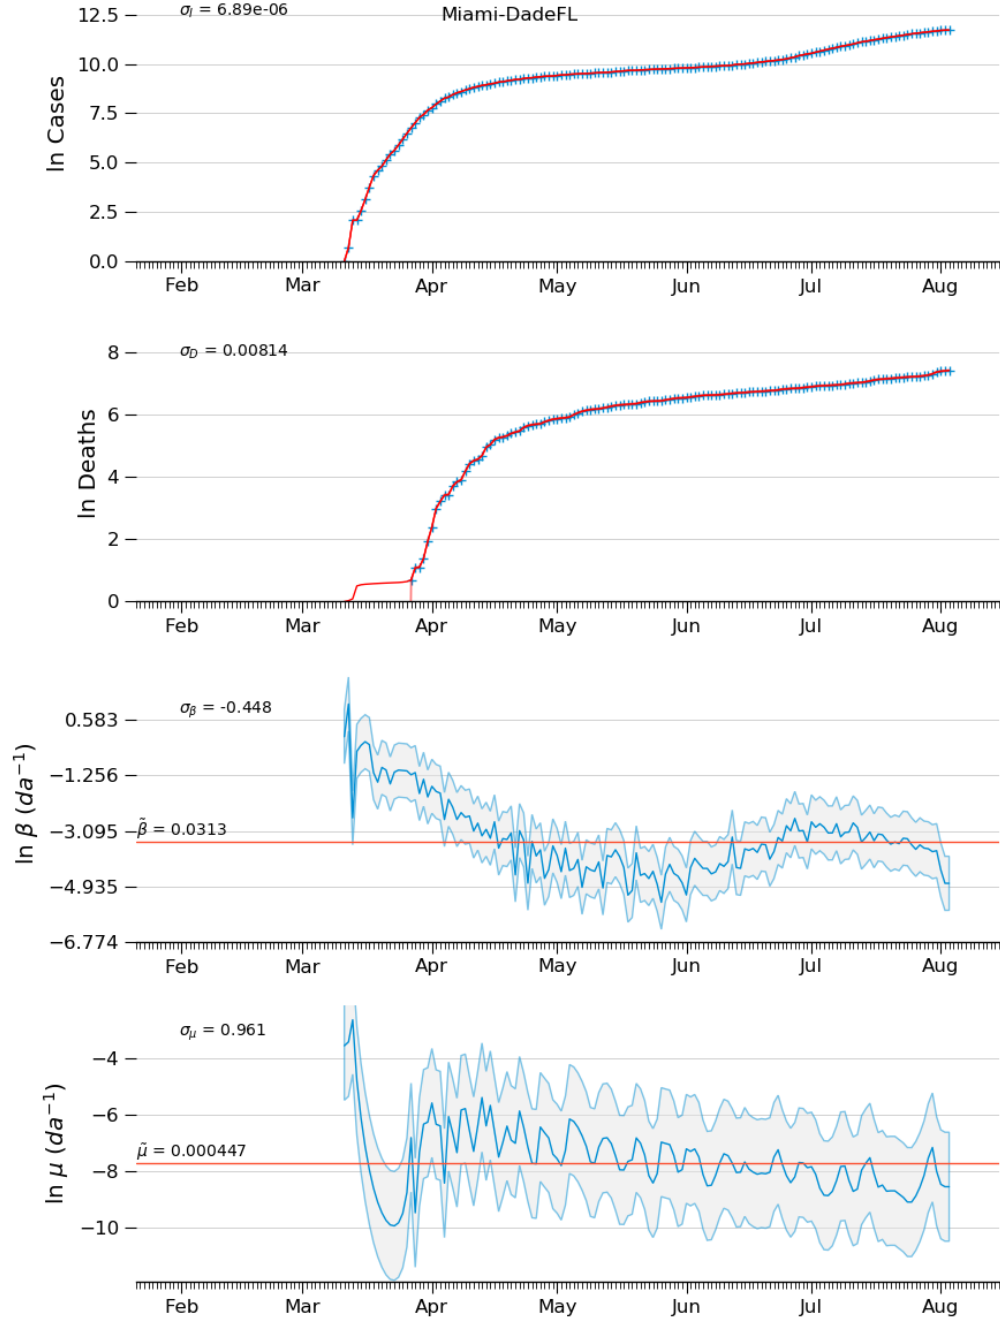 Miami-DadeFL
σ_I = 6.89e-06
12.5
10.0
7.5
5.0
2.5
0.0
ln Cases
Feb Mar Apr May Jun Jul Aug
σ_D = 0.00814
8
6
4
2
0
ln Deaths
Feb Mar Apr May Jun Jul Aug
σ_β = -0.448
0.583
−1.256
−3.095
−4.935
−6.774
β̃ = 0.0313
ln β (da⁻¹)
Feb Mar Apr May Jun Jul Aug
σ_μ = 0.961
−4
−6
−8
−10
μ̃ = 0.000447
ln μ (da⁻¹)
Feb Mar Apr May Jun Jul Aug